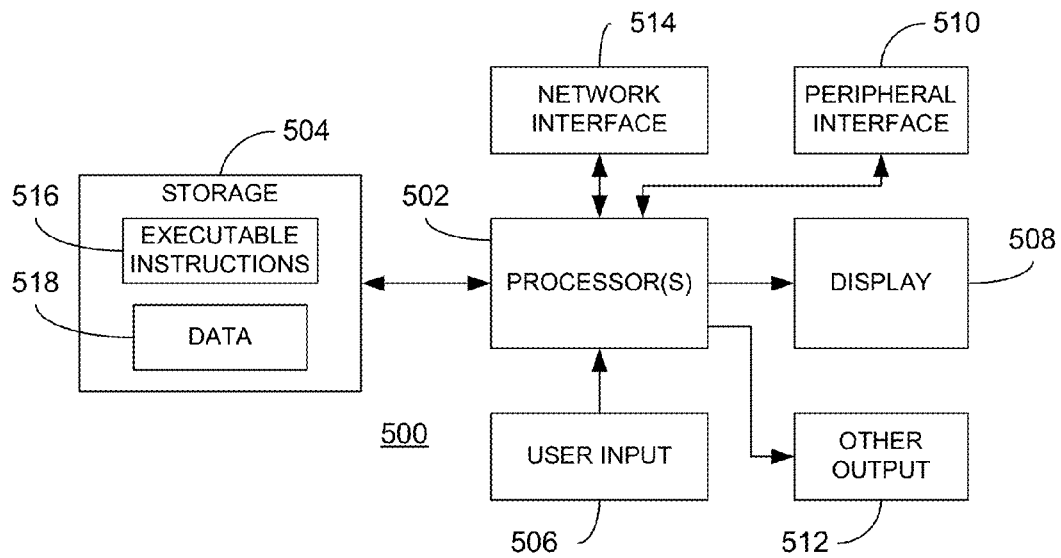 514
510
NETWORK
INTERFACE
PERIPHERAL
INTERFACE
504
STORAGE
516
EXECUTABLE
INSTRUCTIONS
518
DATA
502
PROCESSOR(S)
DISPLAY
508
500
USER INPUT
506
OTHER
OUTPUT
512